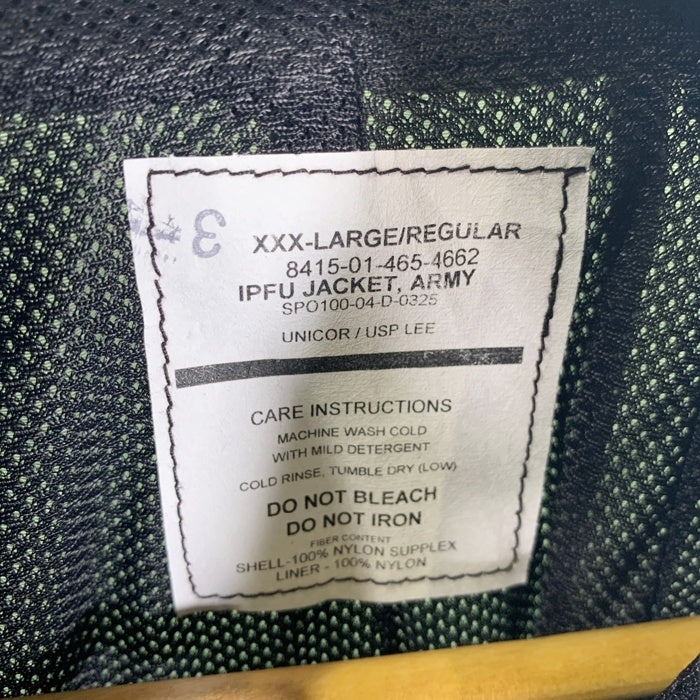 3
XXX-LARGE/REGULAR
8415-01-465-4662
IPFU JACKET, ARMY
SPO100-04-D-0325
UNICOR / USP LEE
CARE INSTRUCTIONS
MACHINE WASH COLD
WITH MILD DETERGENT
COLD RINSE, TUMBLE DRY (LOW)
DO NOT BLEACH
DO NOT IRON
FIBER CONTENT
SHELL-100% NYLON SUPPLEX
LINER - 100% NYLON